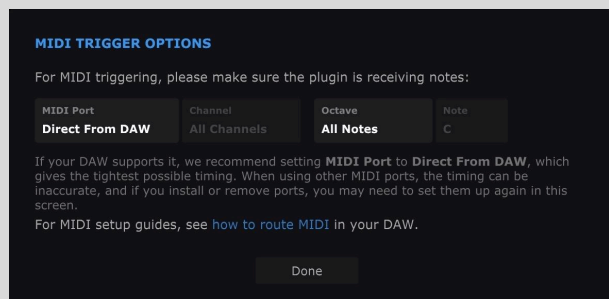 MIDI TRIGGER OPTIONS
For MIDI triggering, please make sure the plugin is receiving notes:
MIDI Port Channel Octave Note
Direct From DAW All Channels All Notes C
If your DAW supports it, we recommend setting MIDI Port to Direct From DAW, which
gives the tightest possible timing. When using other MIDI ports, the timing can be
inaccurate, and if you install or remove ports, you may need to set them up again in this
screen.
For MIDI setup guides, see how to route MIDI in your DAW.
Done